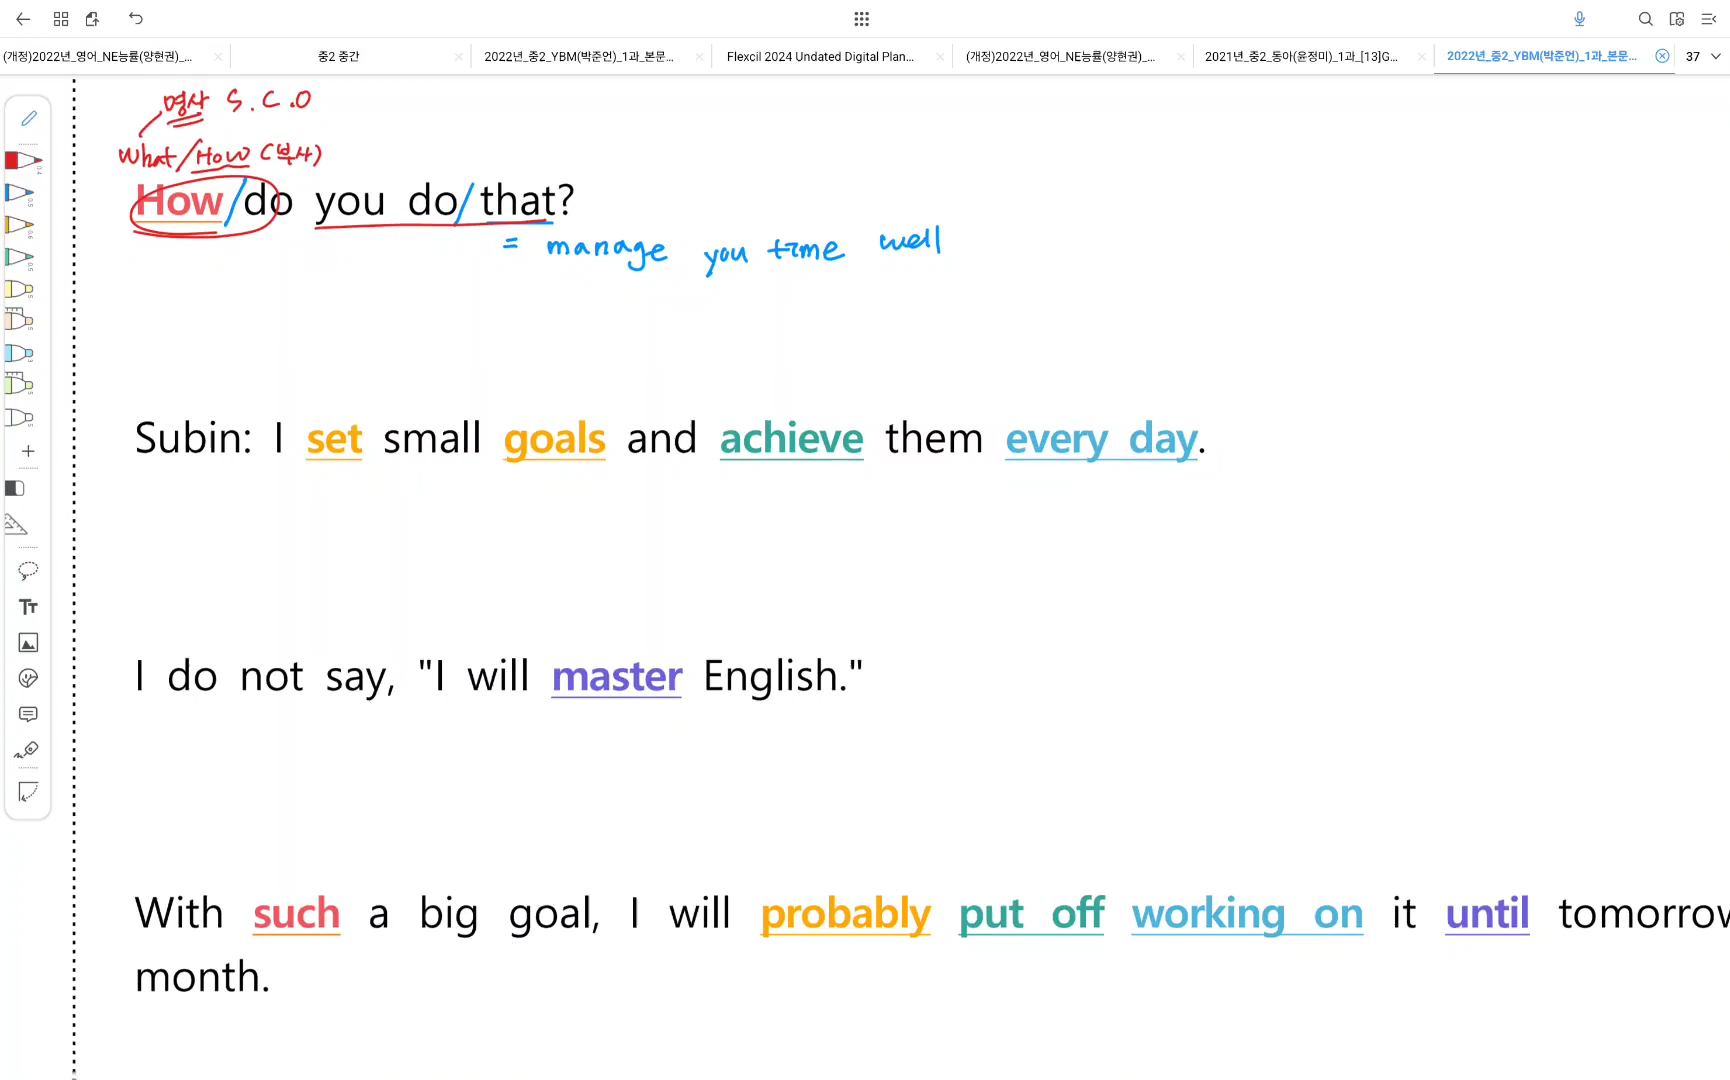 (개정)2022년_영어_NE능률(양현권)_... 중2 중간 2022년_중2_YBM(박준언)_1과_본문... Flexcil 2024 Undated Digital Plan... (개정)2022년_영어_NE능률(양현권)_... 2021년_중2_동아(윤정미)_1과_[13]G... 2022년_중2_YBM(박준언)_1과_본문... 37
명사 S.C.O
What/How (부사)
How/do you do/that?
= manage you time well
Subin: I set small goals and achieve them every day.
I do not say, "I will master English."
With such a big goal, I will probably put off working on it until tomorrow
month.
Tт